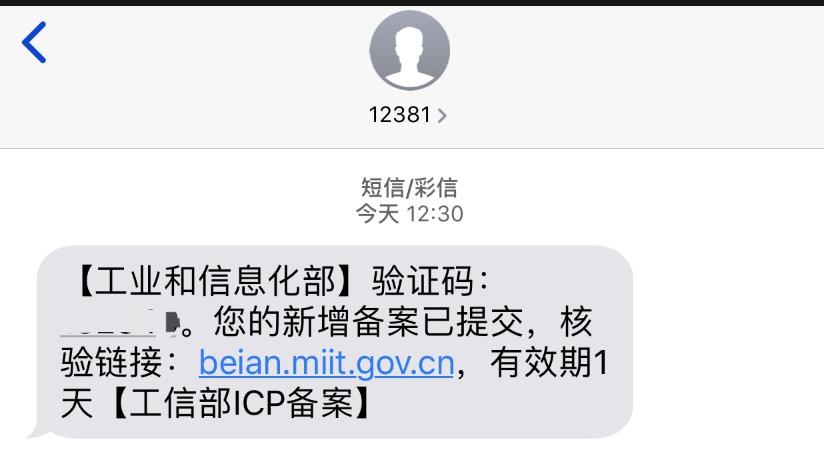 12381
短信/彩信
今天 12:30
【工业和信息化部】验证码：
。您的新增备案已提交，核
验链接：beian.miit.gov.cn，有效期1
天【工信部ICP备案】